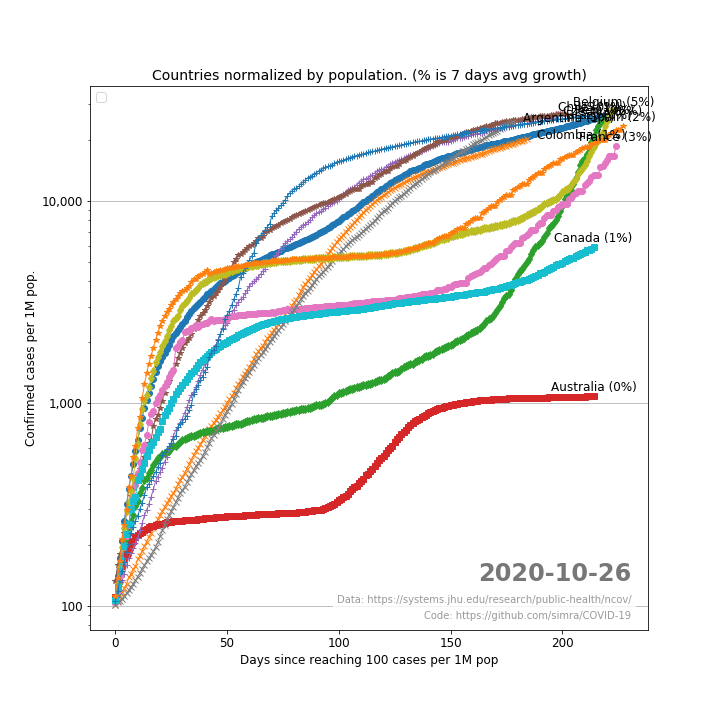 Countries normalized by population. (% is 7 days avg growth)
Belgium (5%)
Argentina (1%)
Colombia (1%)
France (3%)
Canada (1%)
Australia (0%)
10,000
1,000
100
Confirmed cases per 1M pop.
2020-10-26
Data: https://systems.jhu.edu/research/public-health/ncov/
Code: https://github.com/simra/COVID-19
0 50 100 150 200
Days since reaching 100 cases per 1M pop